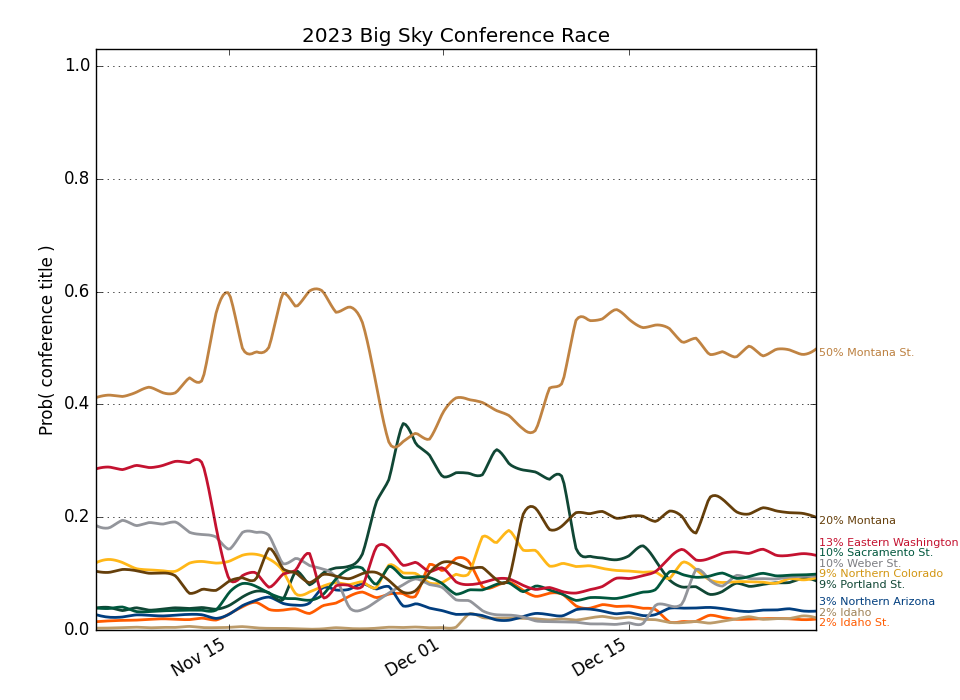 2023 Big Sky Conference Race
Prob( conference title )
1.0
0.8
0.6
0.4
0.2
0.0
Nov 15
Dec 01
Dec 15
50% Montana St.
20% Montana
13% Eastern Washington
10% Sacramento St.
10% Weber St.
9% Northern Colorado
9% Portland St.
3% Northern Arizona
2% Idaho
2% Idaho St.